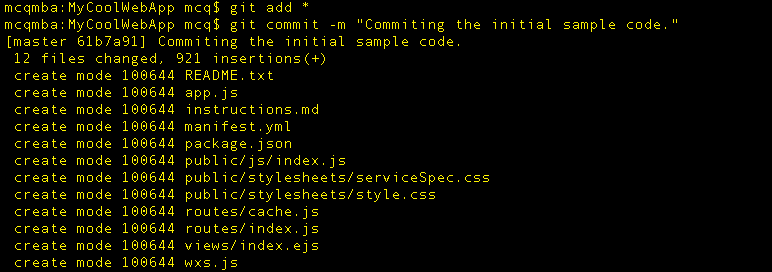 mcqmba:MyCoolWebApp mcq$ git add *
mcqmba:MyCoolWebApp mcq$ git commit -m "Commiting the initial sample code."
[master 61b7a91] Commiting the initial sample code.
12 files changed, 921 insertions(+)
create mode 100644 README.txt
create mode 100644 app.js
create mode 100644 instructions.md
create mode 100644 manifest.yml
create mode 100644 package.json
create mode 100644 public/js/index.js
create mode 100644 public/stylesheets/serviceSpec.css
create mode 100644 public/stylesheets/style.css
create mode 100644 routes/cache.js
create mode 100644 routes/index.js
create mode 100644 views/index.ejs
create mode 100644 wxs.js